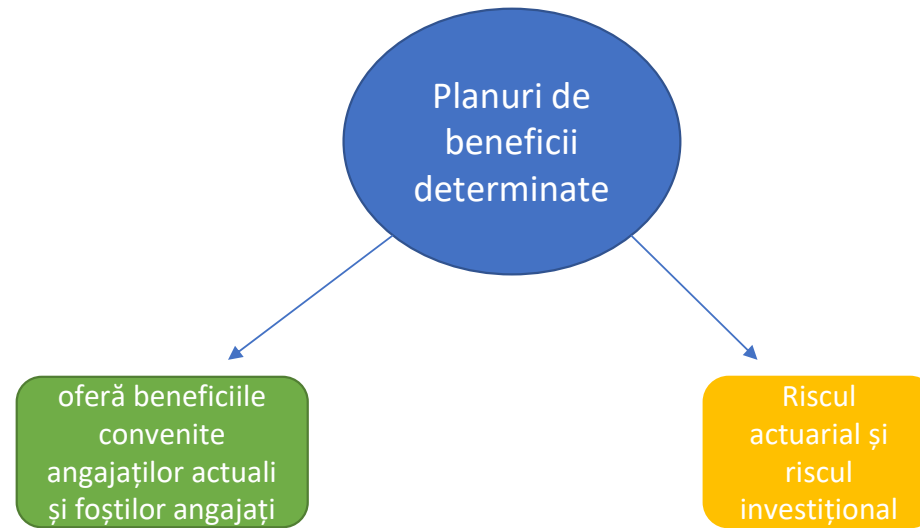 Planuri de
beneficii
determinate
oferă beneficiile
convenite
angajaților actuali
și foștilor angajați
Riscul
actuarial și
riscul
investițional